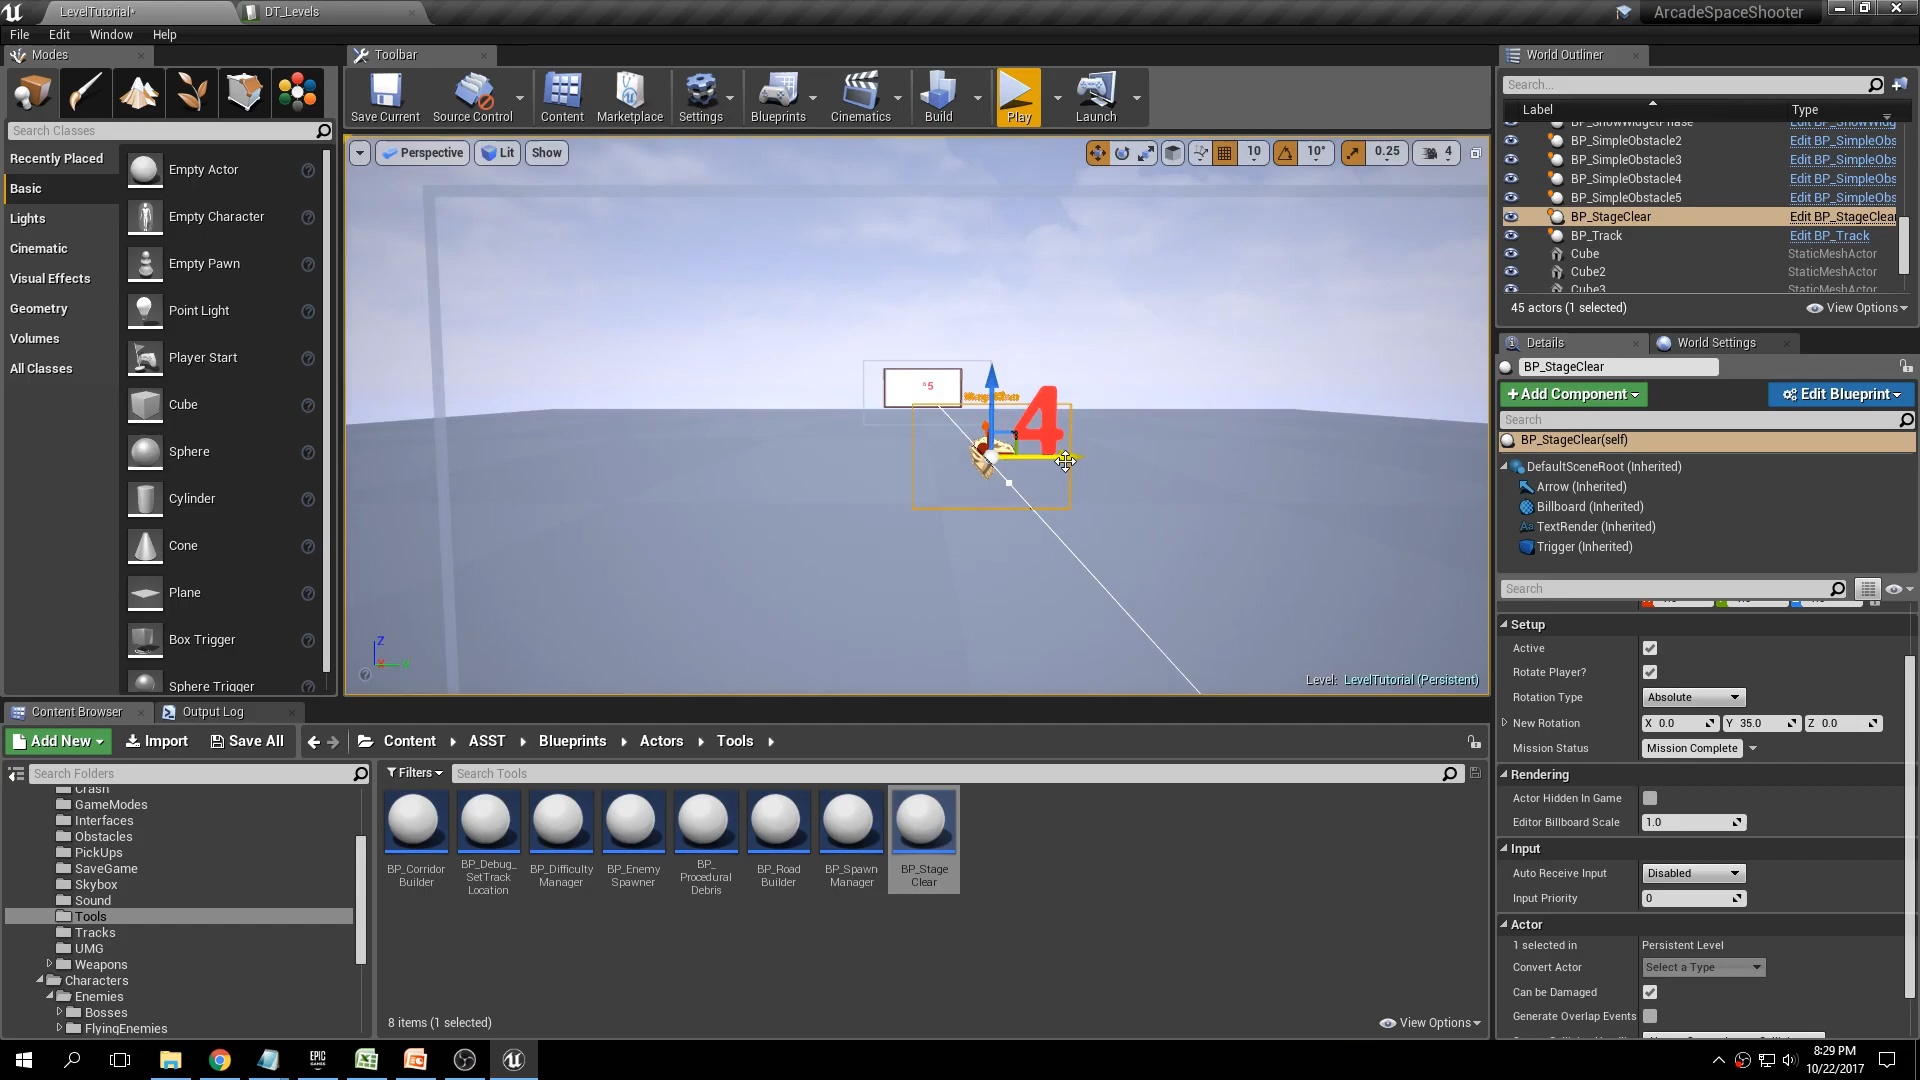 LevelTutorial*
DT_Levels
ArcadeSpaceShooter
File Edit Window Help
Modes
Search Classes
Recently Placed
Basic
Lights
Cinematic
Visual Effects
Geometry
Volumes
All Classes
Empty Actor
Empty Character
Empty Pawn
Point Light
Player Start
Cube
Sphere
Cylinder
Cone
Plane
Box Trigger
Sphere Trigger
Toolbar
Save Current
Source Control
Content
Marketplace
Settings
Blueprints
Cinematics
Build
Play
Launch
Perspective
Lit
Show
10
10°
0.25
4
5
4
Z
Level: LevelTutorial (Persistent)
World Outliner
Search...
Label Type
BP_ShowWidgetPhase
BP_SimpleObstacle2 Edit BP_SimpleObs
BP_SimpleObstacle3 Edit BP_SimpleObs
BP_SimpleObstacle4 Edit BP_SimpleObs
BP_SimpleObstacle5 Edit BP_SimpleObs
BP_StageClear Edit BP_StageClear
BP_Track Edit BP_Track
Cube StaticMeshActor
Cube2 StaticMeshActor
Cube3 StaticMeshActor
45 actors (1 selected)
View Options
Details
World Settings
BP_StageClear
+Add Component
Edit Blueprint
Search
BP_StageClear(self)
DefaultSceneRoot (Inherited)
Arrow (Inherited)
Billboard (Inherited)
TextRender (Inherited)
Trigger (Inherited)
Search
Setup
Active
Rotate Player?
Rotation Type Absolute
New Rotation X 0.0 Y 35.0 Z 0.0
Mission Status Mission Complete
Rendering
Actor Hidden In Game
Editor Billboard Scale 1.0
Input
Auto Receive Input Disabled
Input Priority 0
Actor
1 selected in Persistent Level
Convert Actor Select a Type
Can be Damaged
Generate Overlap Events
Content Browser
Output Log
Add New
Import
Save All
Content ASST Blueprints Actors Tools
Search Folders
Filters
Search Tools
Crash
GameModes
Interfaces
Obstacles
PickUps
SaveGame
Skybox
Sound
Tools
Tracks
UMG
Weapons
Characters
Enemies
Bosses
FlyingEnemies
BP_Corridor
Builder
BP_Debug_
SetTrack
Location
BP_Difficulty
Manager
BP_Enemy
Spawner
BP_
Procedural
Debris
BP_Road
Builder
BP_Spawn
Manager
BP_Stage
Clear
8 items (1 selected)
View Options
EPIC
GAMES
8:29 PM
10/22/2017